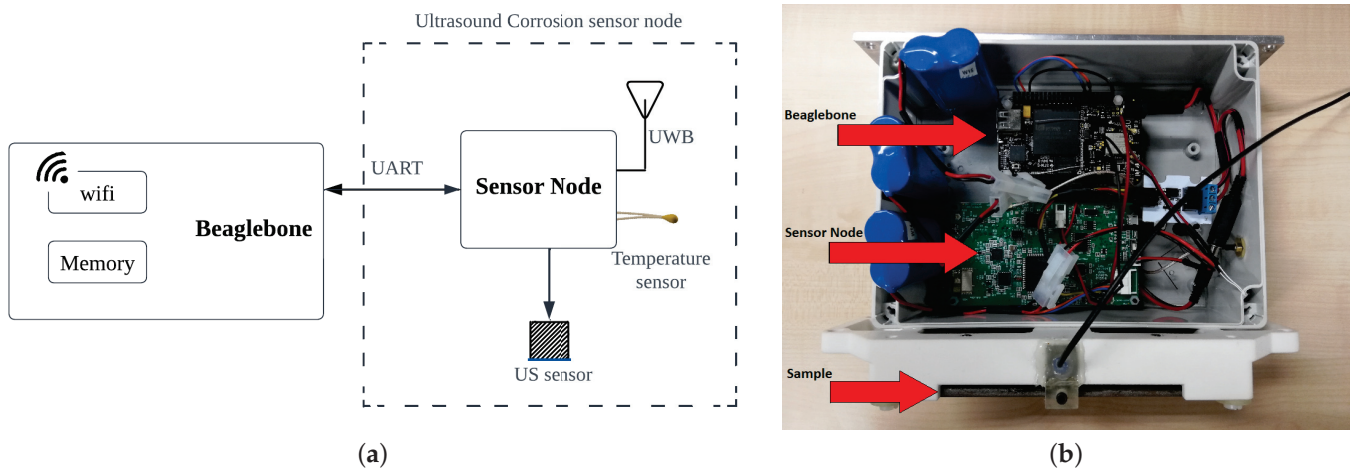 Ultrasound Corrosion sensor node
wifi
Memory
Beaglebone
UART
Sensor Node
UWB
Temperature
sensor
US sensor
(a)
Beaglebone
Sensor Node
Sample
(b)